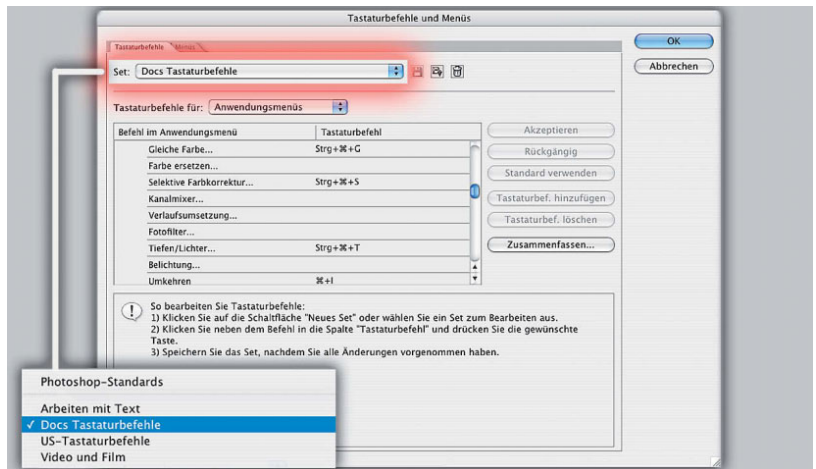 Tastaturbefehle und Menüs
Tastaturbefehle Menüs
OK
Set: Docs Tastaturbefehle
Abbrechen
Tastaturbefehle für: Anwendungsmenüs
Befehl im Anwendungsmenü Tastaturbefehl
Akzeptieren
Gleiche Farbe... Strg+⌘+G
Rückgängig
Farbe ersetzen...
Standard verwenden
Selektive Farbkorrektur... Strg+⌘+S
Kanalmixer...
Tastaturbef. hinzufügen
Verlaufsumsetzung...
Tastaturbef. löschen
Fotofilter...
Tiefen/Lichter... Strg+⌘+T
Zusammenfassen...
Belichtung...
Umkehren ⌘+I
So bearbeiten Sie Tastaturbefehle:
1) Klicken Sie auf die Schaltfläche "Neues Set" oder wählen Sie ein Set zum Bearbeiten aus.
2) Klicken Sie neben dem Befehl in die Spalte "Tastaturbefehl" und drücken Sie die gewünschte
Taste.
3) Speichern Sie das Set, nachdem Sie alle Änderungen vorgenommen haben.
Photoshop-Standards
Arbeiten mit Text
✓ Docs Tastaturbefehle
US-Tastaturbefehle
Video und Film